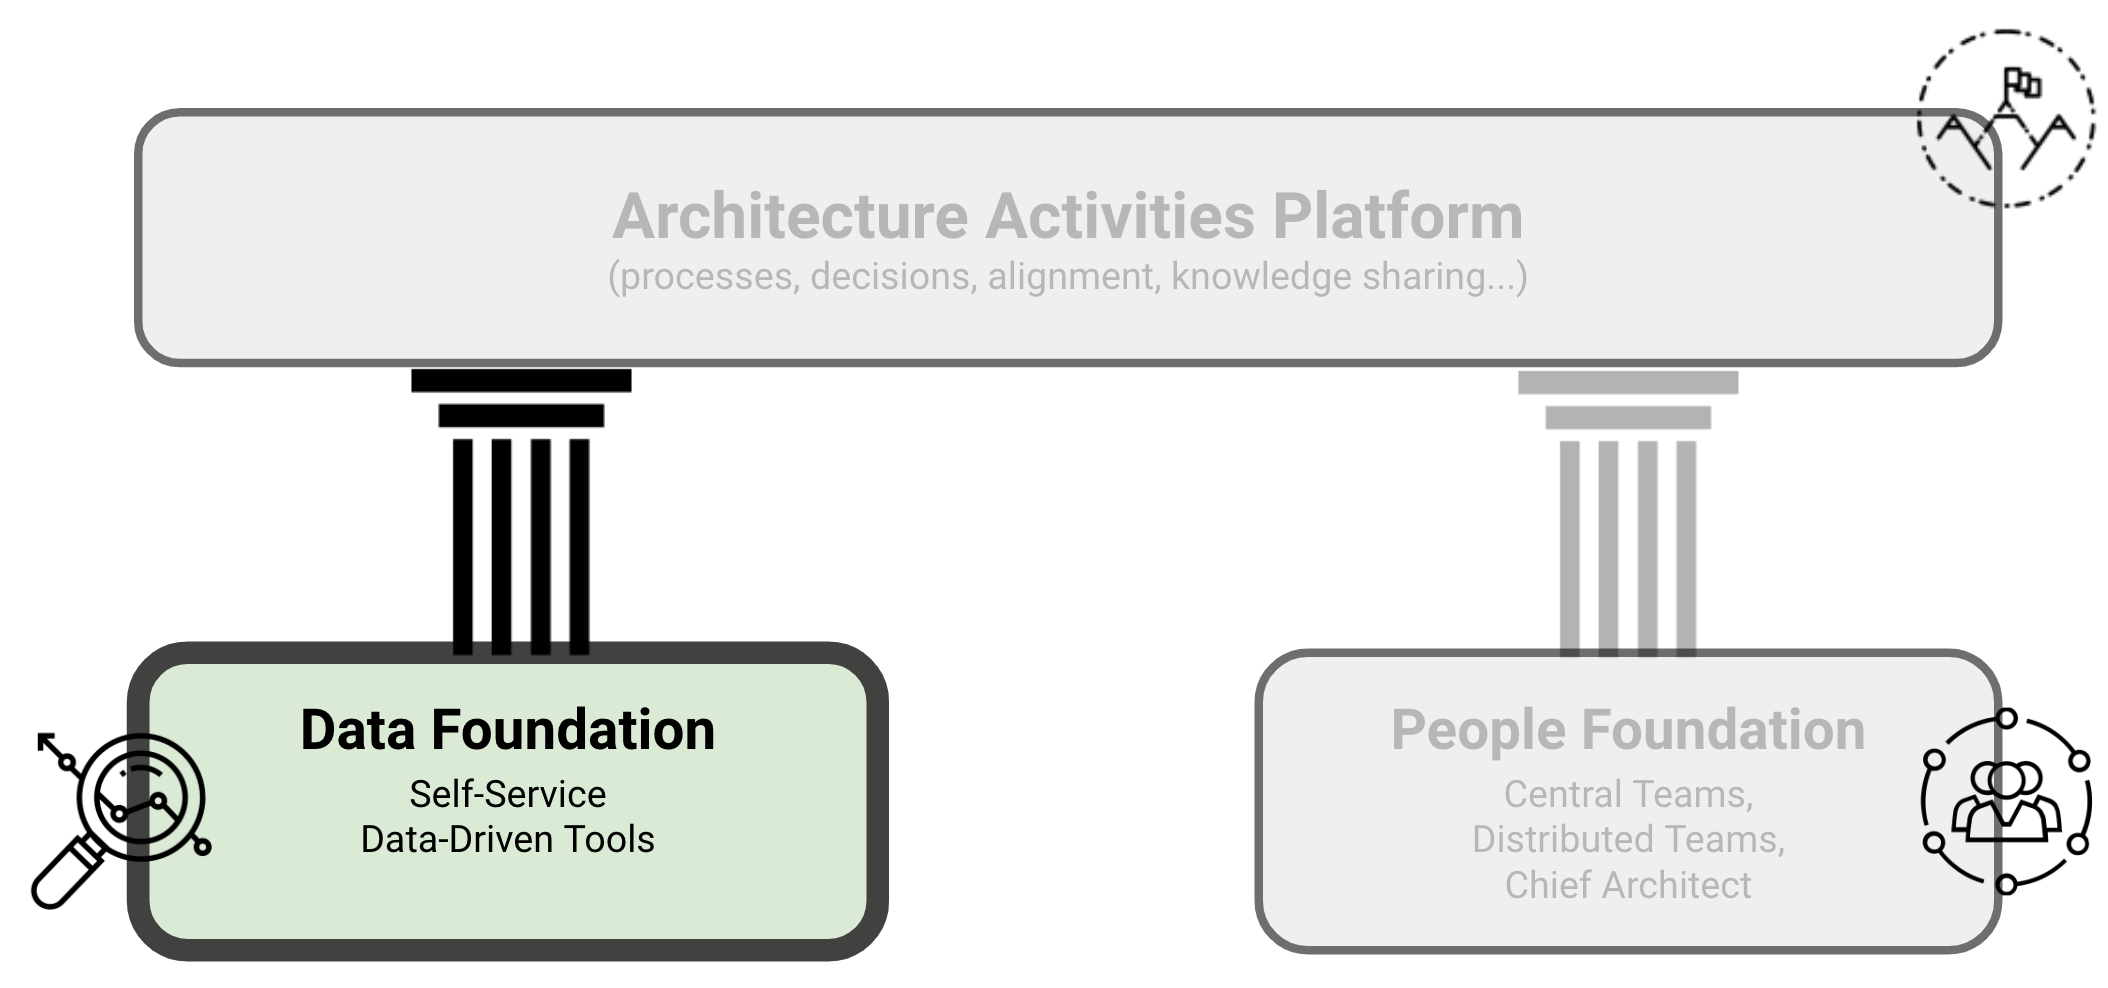 Architecture Activities Platform
(processes, decisions, alignment, knowledge sharing...)
Data Foundation
Self-Service
Data-Driven Tools
People Foundation
Central Teams,
Distributed Teams,
Chief Architect